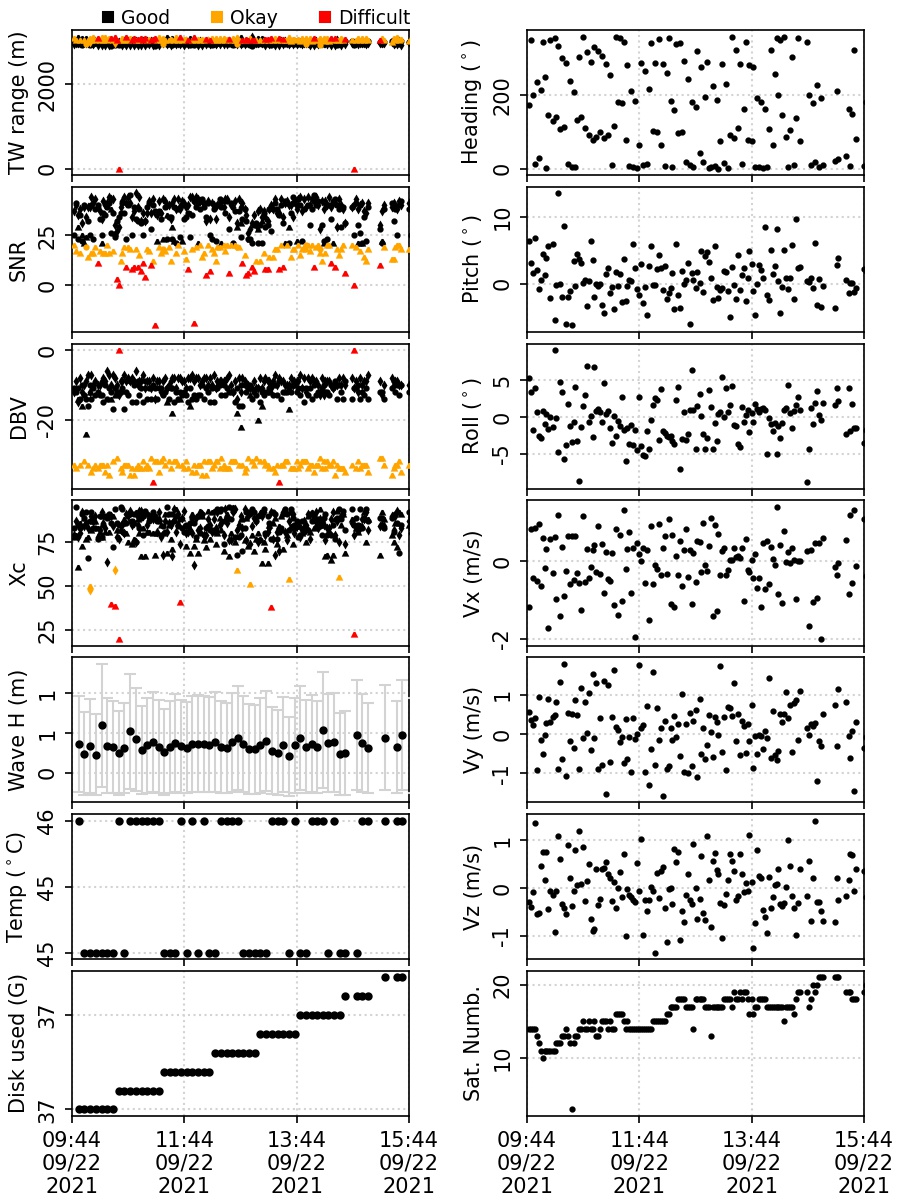 Good Okay Difficult
TW range (m)
2000
0
SNR
25
0
DBV
0
-20
Xc
75
50
25
Wave H (m)
1
1
0
Temp (°C)
46
45
45
Disk used (G)
37
37
09:44 11:44 13:44 15:44
09/22 09/22 09/22 09/22
2021 2021 2021 2021
Heading (°)
200
0
Pitch (°)
10
0
Roll (°)
5
0
-5
Vx (m/s)
0
-2
Vy (m/s)
1
0
-1
Vz (m/s)
1
0
-1
Sat. Numb.
20
10
09:44 11:44 13:44 15:44
09/22 09/22 09/22 09/22
2021 2021 2021 2021